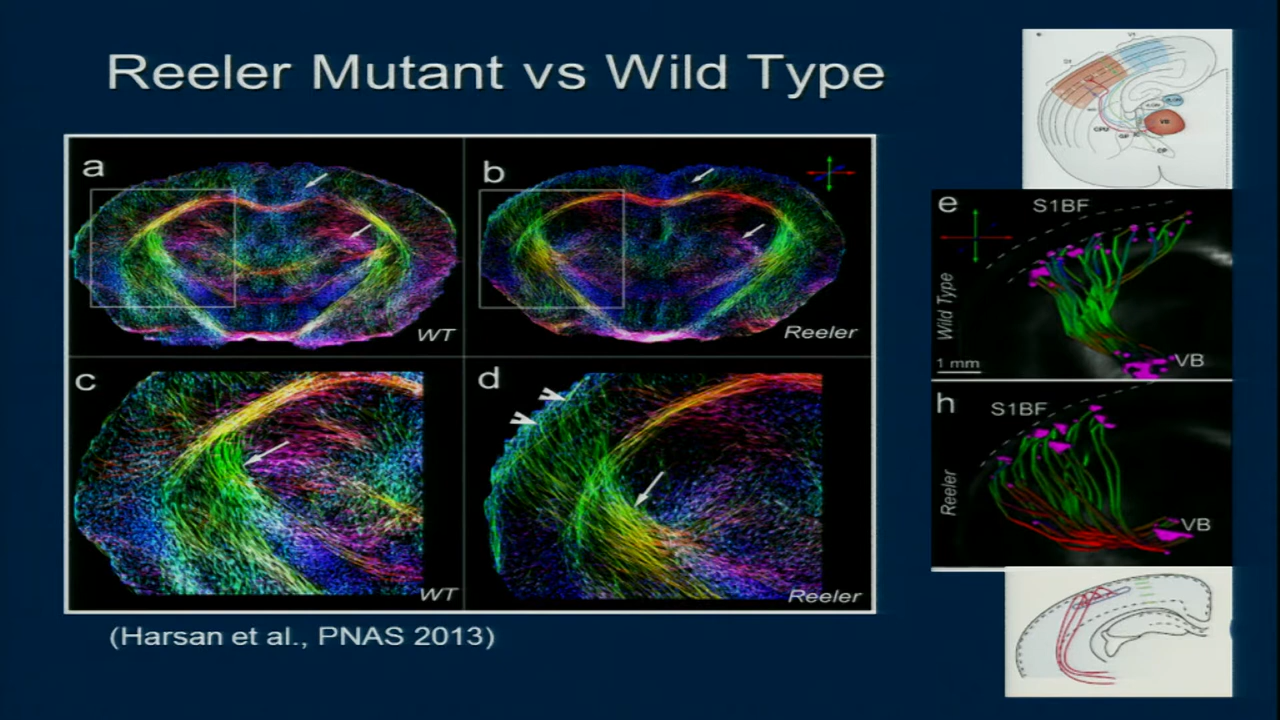 Reeler Mutant vs Wild Type
a
WT
b
Reeler
c
WT
d
Reeler
(Harsan et al., PNAS 2013)
VB
e
S1BF
Wild Type
1 mm
VB
h
S1BF
Reeler
VB